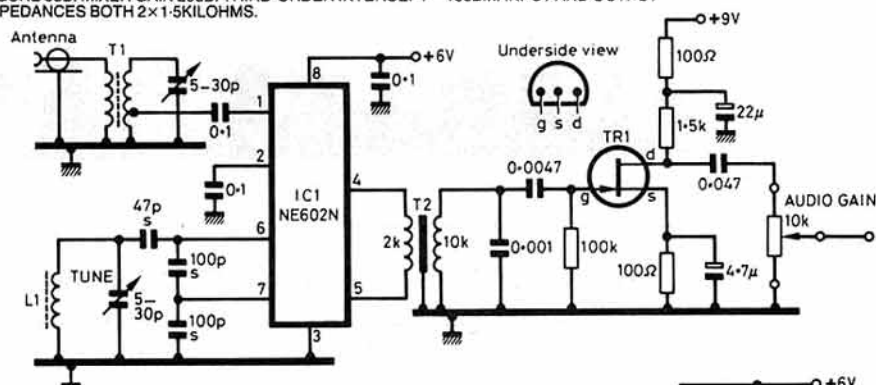 PEDANCES BOTH 2×1·5KILOHMS.
Antenna
T1
5–30p
0·1
1
8
0·1
+6V
Underside view
g s d
+9V
100Ω
22μ
1·5k
TR1
d
0·047
AUDIO GAIN
10k
2
0·1
IC1
NE602N
4
T2
2k
10k
0·0047
g
s
0·001
100k
100Ω
4·7μ
47p
s
6
100p
s
7
TUNE
5–
30p
L1
100p
s
5
3
+6V